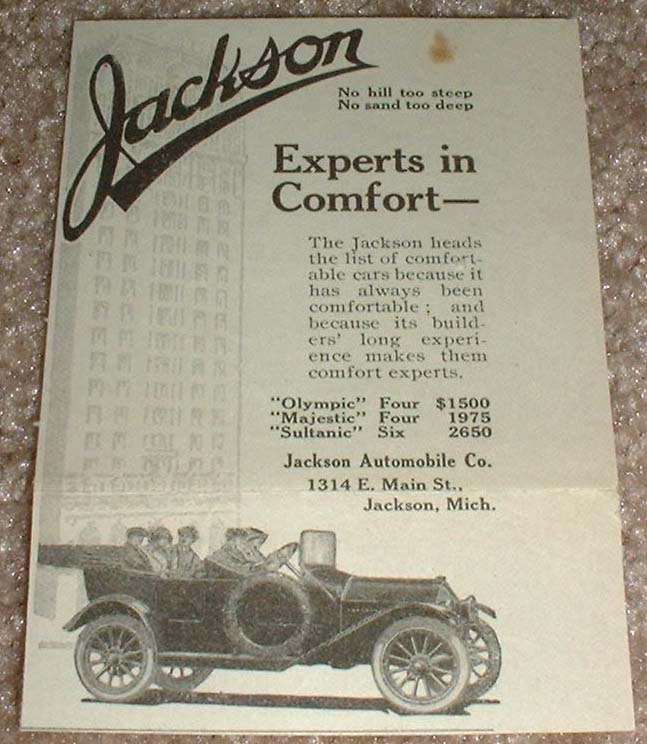 Jackson
No hill too steep
No sand too deep
Experts in
Comfort—
The Jackson heads
the list of comfort-
able cars because it
has always been
comfortable; and
because its build-
ers' long experi-
ence makes them
comfort experts.
"Olympic" Four $1500
"Majestic" Four 1975
"Sultanic" Six 2650
Jackson Automobile Co.
1314 E. Main St.,
Jackson, Mich.